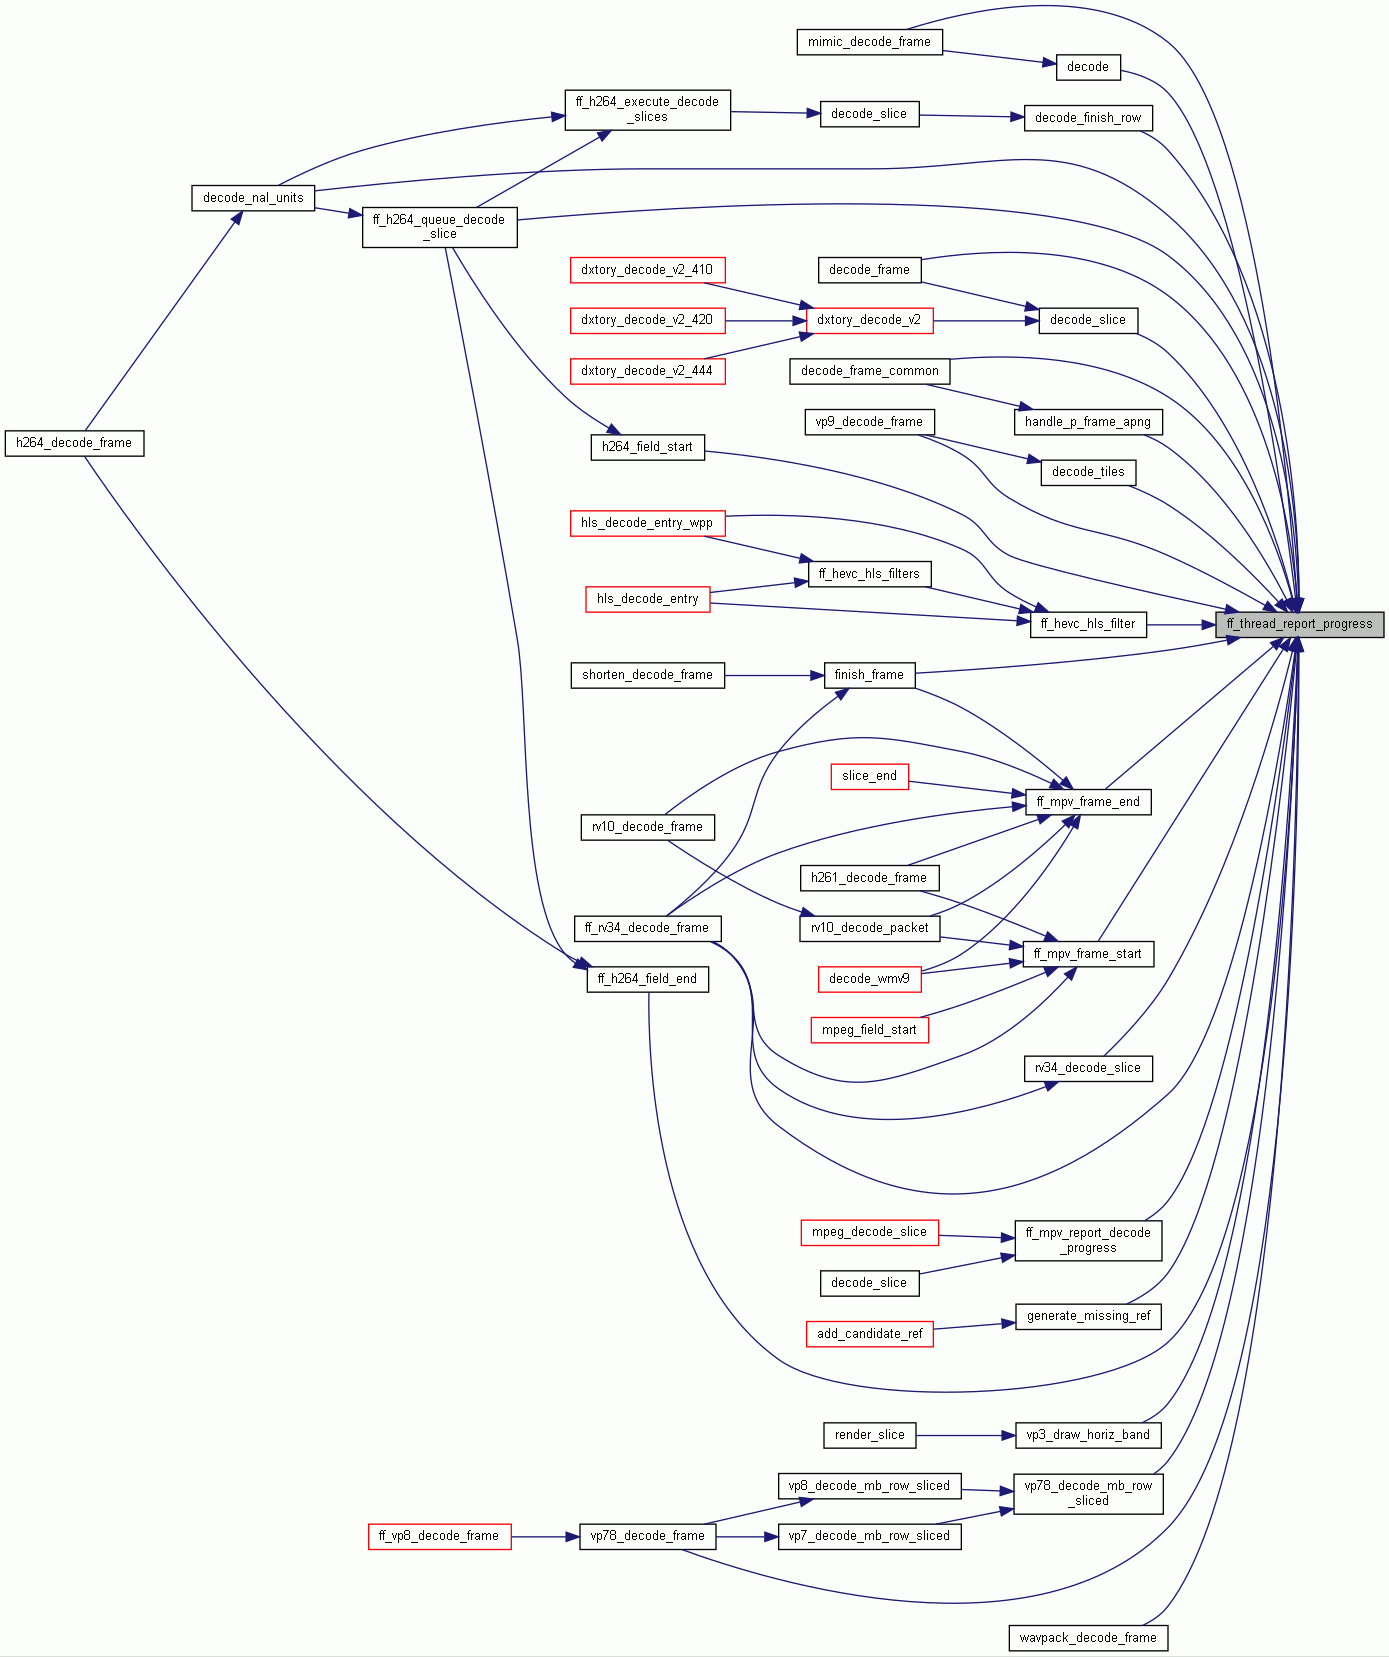 mimic_decode_frame
decode
ff_h264_execute_decode
_slices
decode_slice
decode_finish_row
decode_nal_units
ff_h264_queue_decode
_slice
dxtory_decode_v2_410
decode_frame
dxtory_decode_v2_420
dxtory_decode_v2
decode_slice
dxtory_decode_v2_444
decode_frame_common
vp9_decode_frame
handle_p_frame_apng
h264_decode_frame
h264_field_start
decode_tiles
hls_decode_entry_wpp
ff_hevc_hls_filters
hls_decode_entry
ff_hevc_hls_filter
ff_thread_report_progress
shorten_decode_frame
finish_frame
slice_end
ff_mpv_frame_end
rv10_decode_frame
h261_decode_frame
ff_rv34_decode_frame
rv10_decode_packet
ff_mpv_frame_start
ff_h264_field_end
decode_wmv9
mpeg_field_start
rv34_decode_slice
mpeg_decode_slice
ff_mpv_report_decode
_progress
decode_slice
generate_missing_ref
add_candidate_ref
render_slice
vp3_draw_horiz_band
vp8_decode_mb_row_sliced
vp78_decode_mb_row
_sliced
ff_vp8_decode_frame
vp78_decode_frame
vp7_decode_mb_row_sliced
wavpack_decode_frame